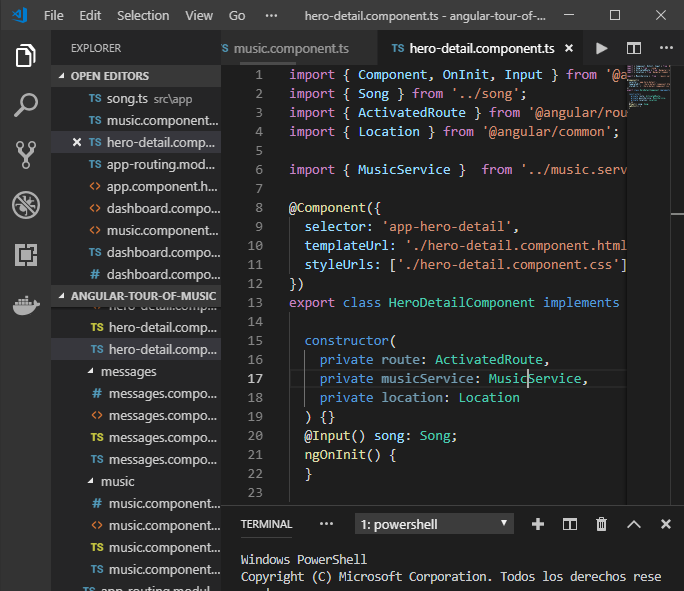 File Edit Selection View Go ••• hero-detail.component.ts - angular-tour-of-...
EXPLORER
OPEN EDITORS
TS song.ts src\app
TS music.component...
TS hero-detail.comp...
TS app-routing.mod...
<> app.component.h...
<> dashboard.compo...
<> music.component...
TS dashboard.compo...
# dashboard.compo...
ANGULAR-TOUR-OF-MUSIC
hero-detail.comp...
TS hero-detail.comp...
TS hero-detail.comp...
messages
# messages.compo...
<> messages.compo...
TS messages.compo...
TS messages.compo...
music
# music.component...
<> music.component...
TS music.component...
TS music.component...
TS app-routing.modul...
music.component.ts
TS hero-detail.component.ts
1 import { Component, OnInit, Input } from '@a
2 import { Song } from '../song';
3 import { ActivatedRoute } from '@angular/rou
4 import { Location } from '@angular/common';
5
6 import { MusicService }  from '../music.serv
7
8 @Component({
9 selector: 'app-hero-detail',
10 templateUrl: './hero-detail.component.html
11 styleUrls: ['./hero-detail.component.css']
12 })
13 export class HeroDetailComponent implements
14
15 constructor(
16 private route: ActivatedRoute,
17 private musicService: MusicService,
18 private location: Location
19 ) {}
20 @Input() song: Song;
21 ngOnInit() {
22 }
23
TERMINAL ••• 1: powershell
Windows PowerShell
Copyright (C) Microsoft Corporation. Todos los derechos rese